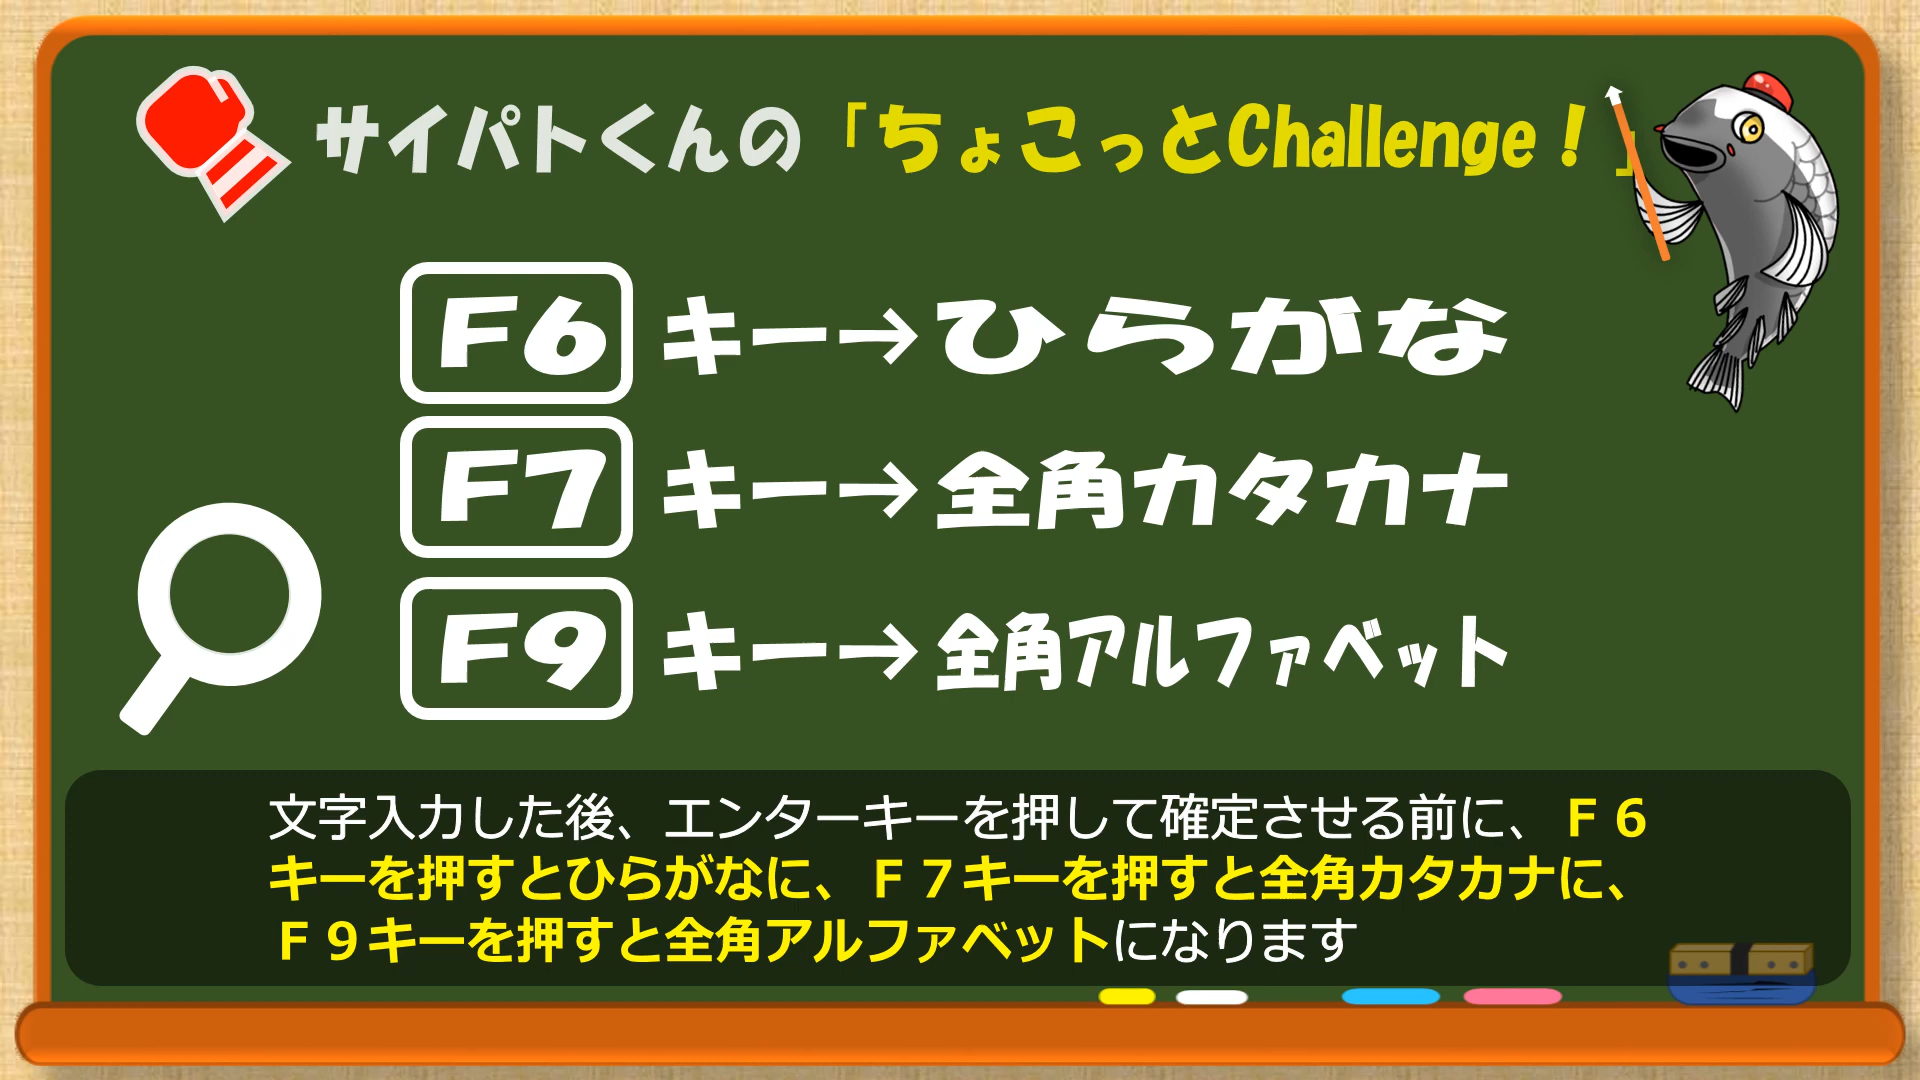 サイパトくんの「ちょこっとChallenge！」
F6 キー→ひらがな
F7 キー→全角カタカナ
F9 キー→全角アルファベット
文字入力した後、エンターキーを押して確定させる前に、Ｆ６
キーを押すとひらがなに、Ｆ７キーを押すと全角カタカナに、
Ｆ９キーを押すと全角アルファベットになります